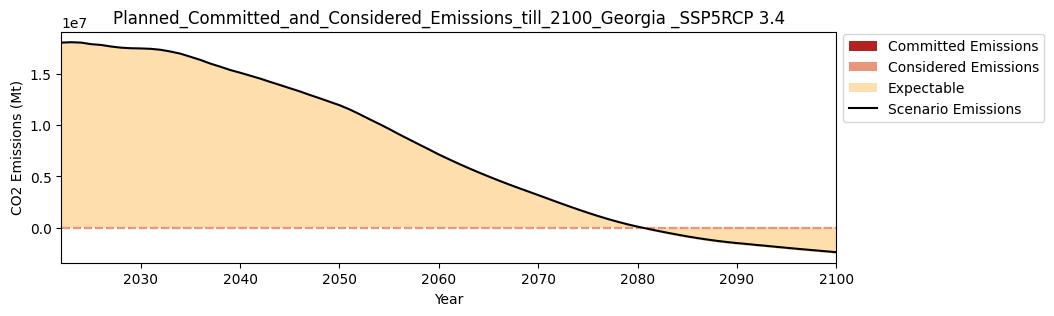 Planned_Committed_and_Considered_Emissions_till_2100_Georgia _SSP5RCP 3.4
1e7
Committed Emissions
Considered Emissions
Expectable
Scenario Emissions
1.5
1.0
0.5
0.0
CO2 Emissions (Mt)
2030 2040 2050 2060 2070 2080 2090 2100
Year